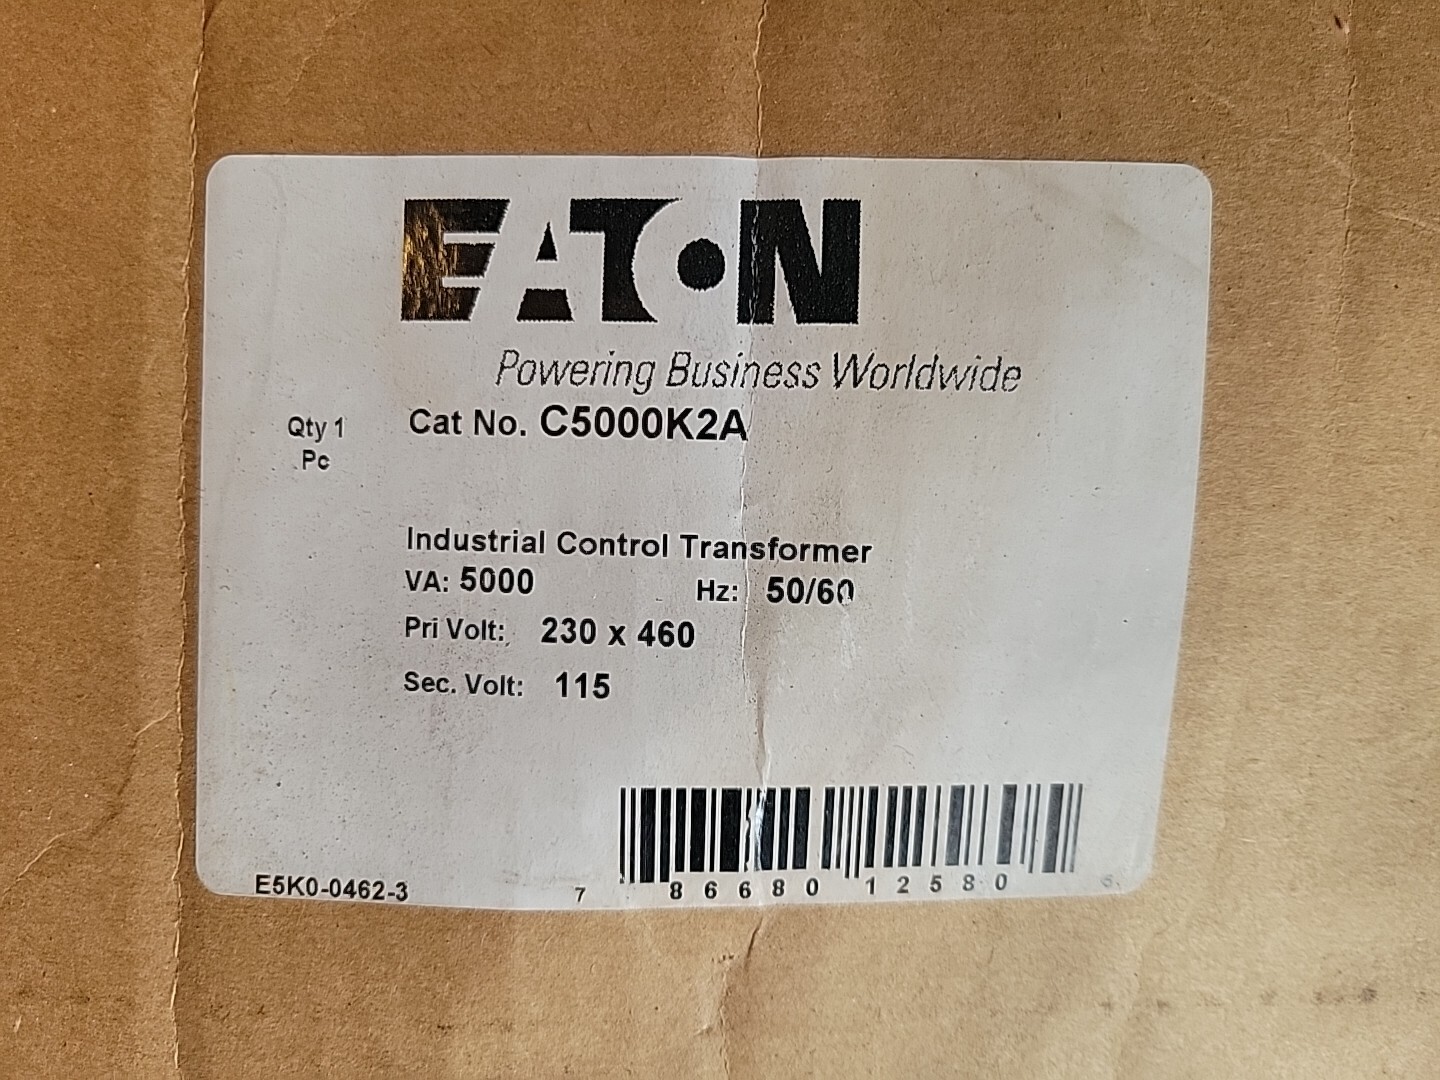 EATON
Powering Business Worldwide
Qty 1
Pc
Cat No. C5000K2A
Industrial Control Transformer
VA: 5000 Hz: 50/60
Pri Volt: 230 x 460
Sec. Volt: 115
E5K0-0462-3
7 86680 12580 6